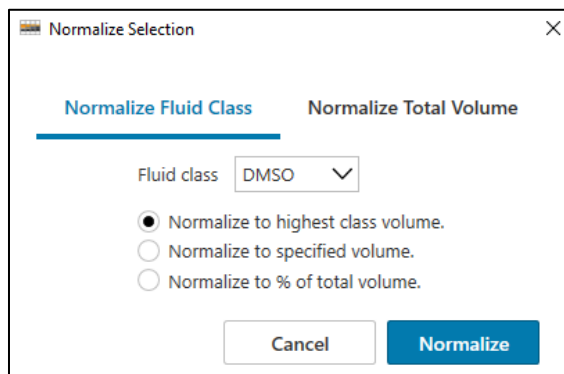 Normalize Selection
Normalize Fluid Class Normalize Total Volume
Fluid class DMSO
Normalize to highest class volume.
Normalize to specified volume.
Normalize to % of total volume.
Cancel Normalize